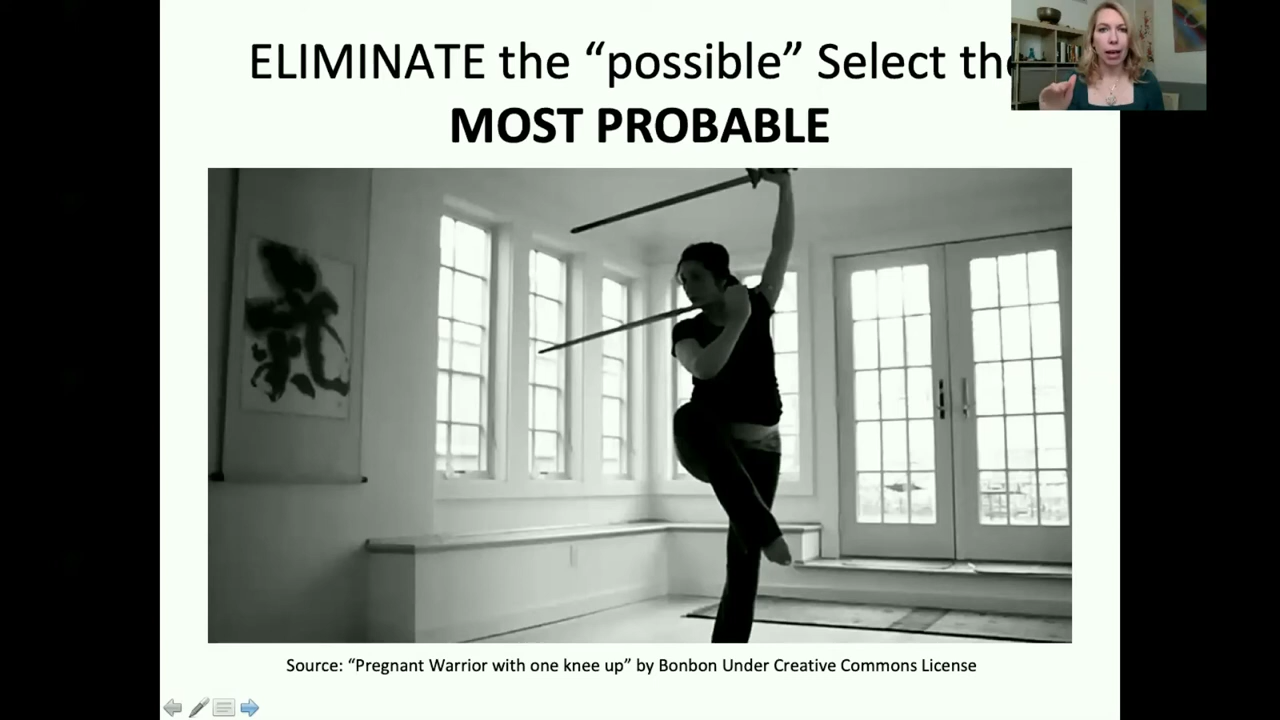 ELIMINATE the “possible” Select the
MOST PROBABLE
Source: “Pregnant Warrior with one knee up” by Bonbon Under Creative Commons License